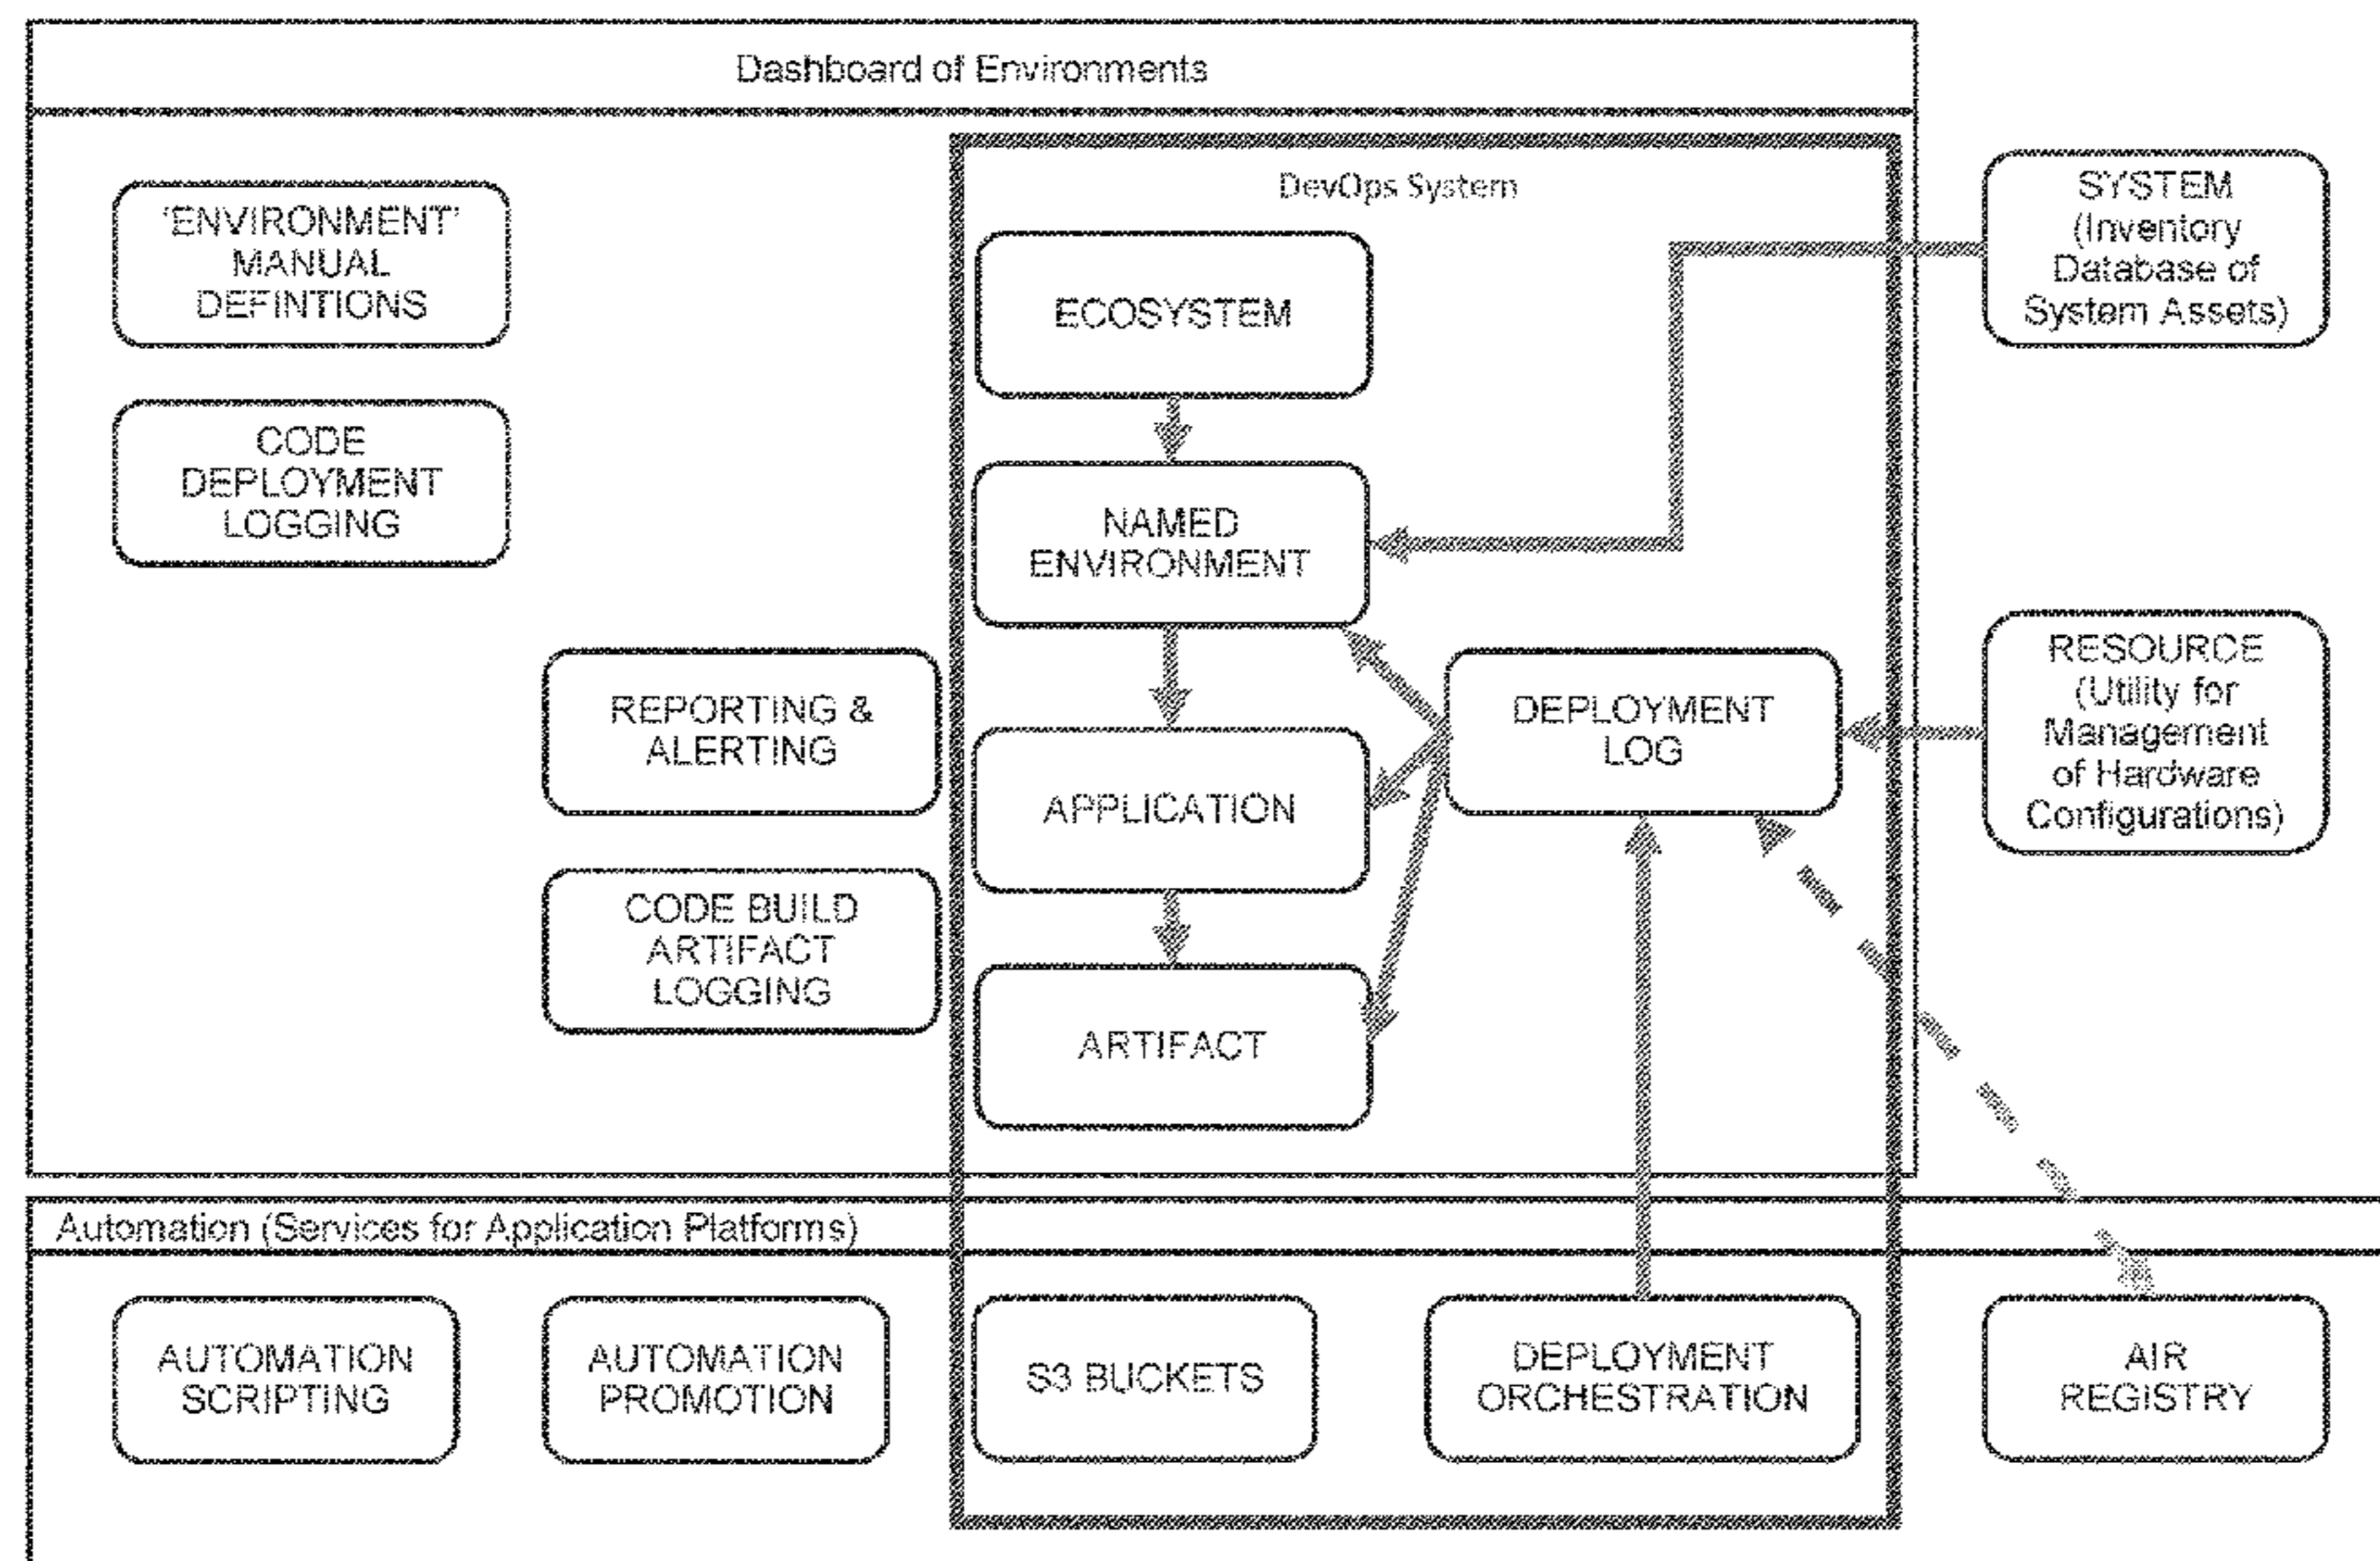 Dashboard of Environments
DevOps System
'ENVIRONMENT'
MANUAL
DEFINTIONS
CODE
DEPLOYMENT
LOGGING
REPORTING &
ALERTING
CODE BUILD
ARTIFACT
LOGGING
ECOSYSTEM
NAMED
ENVIRONMENT
APPLICATION
ARTIFACT
DEPLOYMENT
LOG
SYSTEM
(Inventory
Database of
System Assets)
RESOURCE
(Utility for
Management
of Hardware
Configurations)
Automation (Services for Application Platforms)
AUTOMATION
SCRIPTING
AUTOMATION
PROMOTION
S3 BUCKETS
DEPLOYMENT
ORCHESTRATION
AIR
REGISTRY